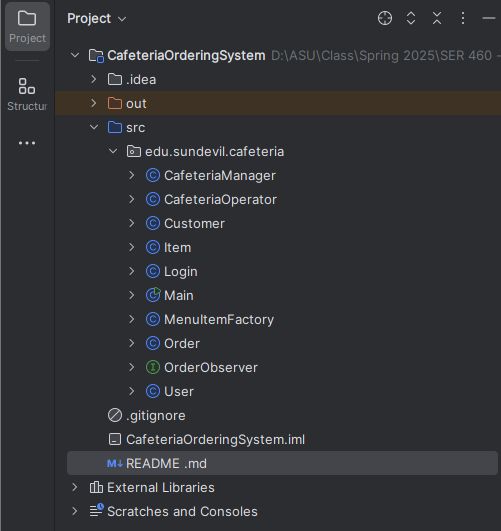 Project
CafeteriaOrderingSystem D:\ASU\Class\Spring 2025\SER 460 -
.idea
out
src
edu.sundevil.cafeteria
CafeteriaManager
CafeteriaOperator
Customer
Item
Login
Main
MenuItemFactory
Order
OrderObserver
User
.gitignore
CafeteriaOrderingSystem.iml
M↓ README .md
External Libraries
Scratches and Consoles
Project
Structur